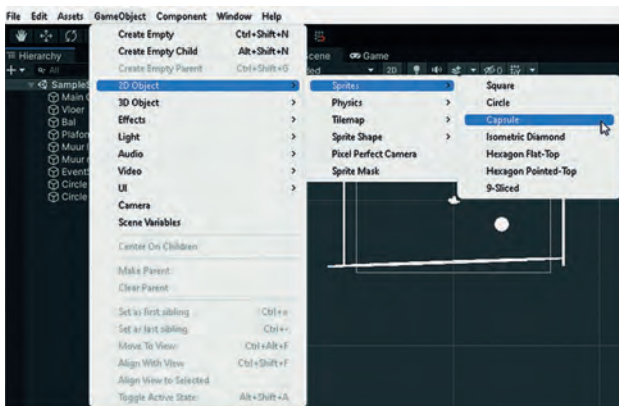 File Edit Assets GameObject Component Window Help
Hierarchy
All
SampleS
Main C
Vloer
Bal
Plafon
Muur l
Muur r
EventS
Circle
Circle
Create Empty Ctrl+Shift+N
Create Empty Child Alt+Shift+N
Create Empty Parent Ctrl+Shift+G
2D Object >
3D Object >
Effects >
Light >
Audio >
Video >
UI >
Camera
Scene Variables
Center On Children
Make Parent
Clear Parent
Set as first sibling Ctrl+=
Set as last sibling Ctrl+-
Move To View Ctrl+Alt+F
Align With View Ctrl+Shift+F
Align View to Selected
Toggle Active State Alt+Shift+A
cene Game
ded 2D
Sprites >
Physics >
Tilemap >
Sprite Shape >
Pixel Perfect Camera
Sprite Mask
Square
Circle
Capsule
Isometric Diamond
Hexagon Flat-Top
Hexagon Pointed-Top
9-Sliced